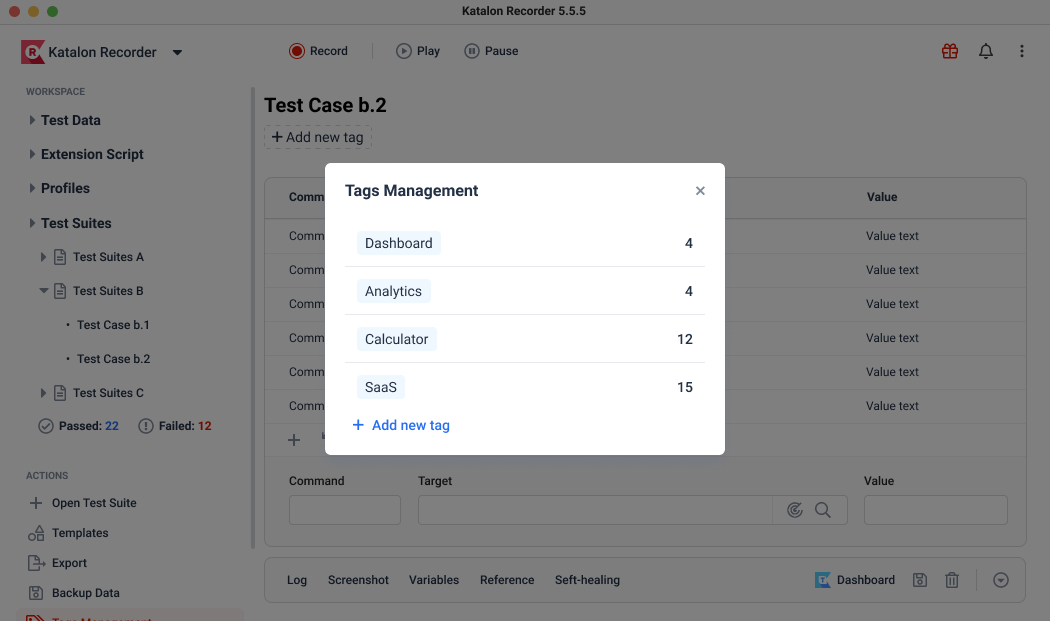 Katalon Recorder 5.5.5
Katalon Recorder
Record
Play
Pause
WORKSPACE
Test Data
Extension Script
Profiles
Test Suites
Test Suites A
Test Suites B
Test Case b.1
Test Case b.2
Test Suites C
Passed: 22
Failed: 12
ACTIONS
Open Test Suite
Templates
Export
Backup Data
Tags Management
Test Case b.2
+ Add new tag
Comm
Value
Comm
Value text
Comm
Value text
Comm
Value text
Comm
Value text
Comm
Value text
Comm
Value text
Tags Management
Dashboard 4
Analytics 4
Calculator 12
SaaS 15
+ Add new tag
Command
Target
Value
Log
Screenshot
Variables
Reference
Seft-healing
Dashboard